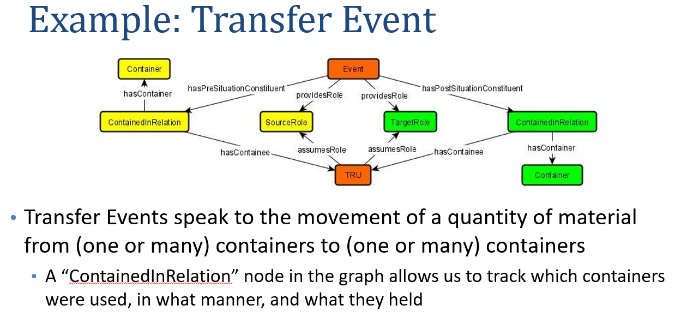 Example: Transfer Event
Container
Event
hasContainer
hasPreSituationConstituent
providesRole
providesRole
hasPostSituationConstituent
ContainedInRelation
SourceRole
TargetRole
ContainedinRelation
hasContainee
assumesRole
assumesRole
hasContainee
hasContainer
TRU
Container
• Transfer Events speak to the movement of a quantity of material
from (one or many) containers to (one or many) containers
• A “ContainedInRelation” node in the graph allows us to track which containers
were used, in what manner, and what they held